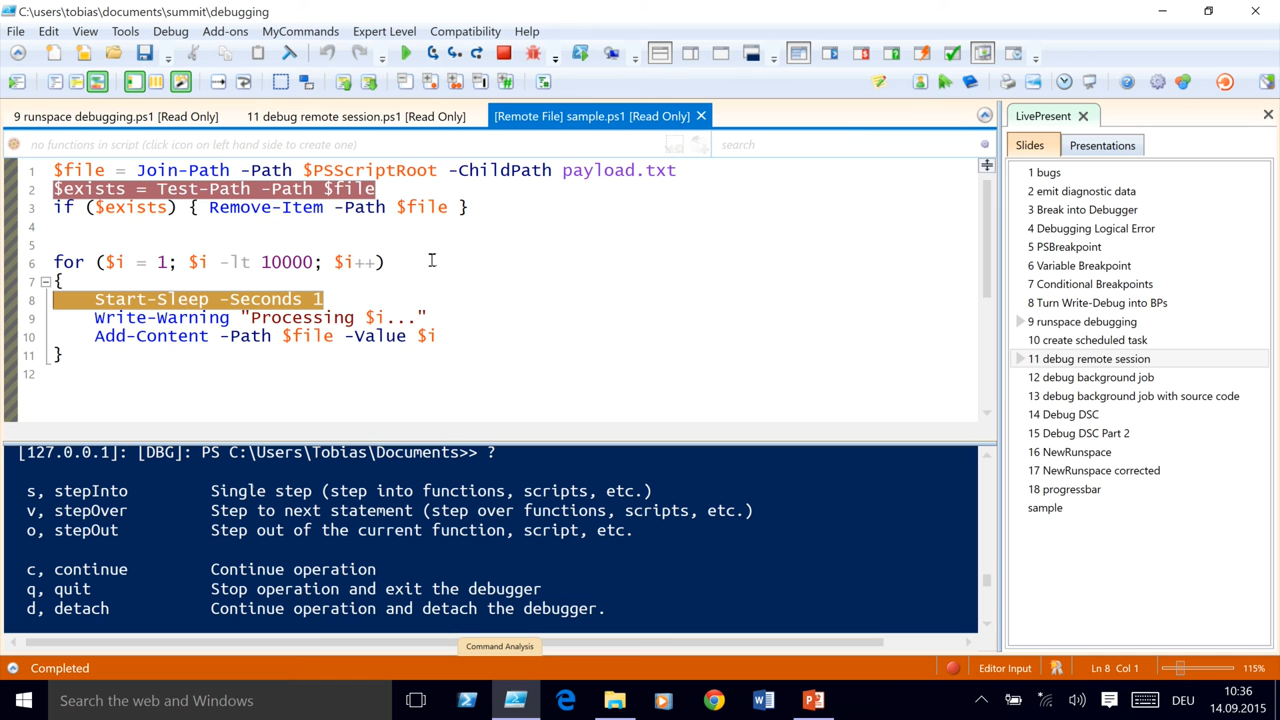 C:\users\tobias\documents\summit\debugging
File Edit View Tools Debug Add-ons MyCommands Expert Level Compatibility Help
9 runspace debugging.ps1 [Read Only] 11 debug remote session.ps1 [Read Only] [Remote File] sample.ps1 [Read Only]
no functions in script (click icon on left hand side to create one) search
1 $file = Join-Path -Path $PSScriptRoot -ChildPath payload.txt
2 $exists = Test-Path -Path $file
3 if ($exists) { Remove-Item -Path $file }
4
5
6 for ($i = 1; $i -lt 10000; $i++)
7 {
8 Start-Sleep -Seconds 1
9 Write-Warning "Processing $i..."
10 Add-Content -Path $file -Value $i
11 }
12
[127.0.0.1]: [DBG]: PS C:\Users\Tobias\Documents>> ?
s, stepInto Single step (step into functions, scripts, etc.)
v, stepOver Step to next statement (step over functions, scripts, etc.)
o, stepOut Step out of the current function, script, etc.
c, continue Continue operation
q, quit Stop operation and exit the debugger
d, detach Continue operation and detach the debugger.
Command Analysis
LivePresent
Slides Presentations
1 bugs
2 emit diagnostic data
3 Break into Debugger
4 Debugging Logical Error
5 PSBreakpoint
6 Variable Breakpoint
7 Conditional Breakpoints
8 Turn Write-Debug into BPs
9 runspace debugging
10 create scheduled task
11 debug remote session
12 debug background job
13 debug background job with source code
14 Debug DSC
15 Debug DSC Part 2
16 NewRunspace
17 NewRunspace corrected
18 progressbar
sample
Completed Editor Input Ln 8 Col 1 115%
Search the web and Windows DEU 10:36
14.09.2015